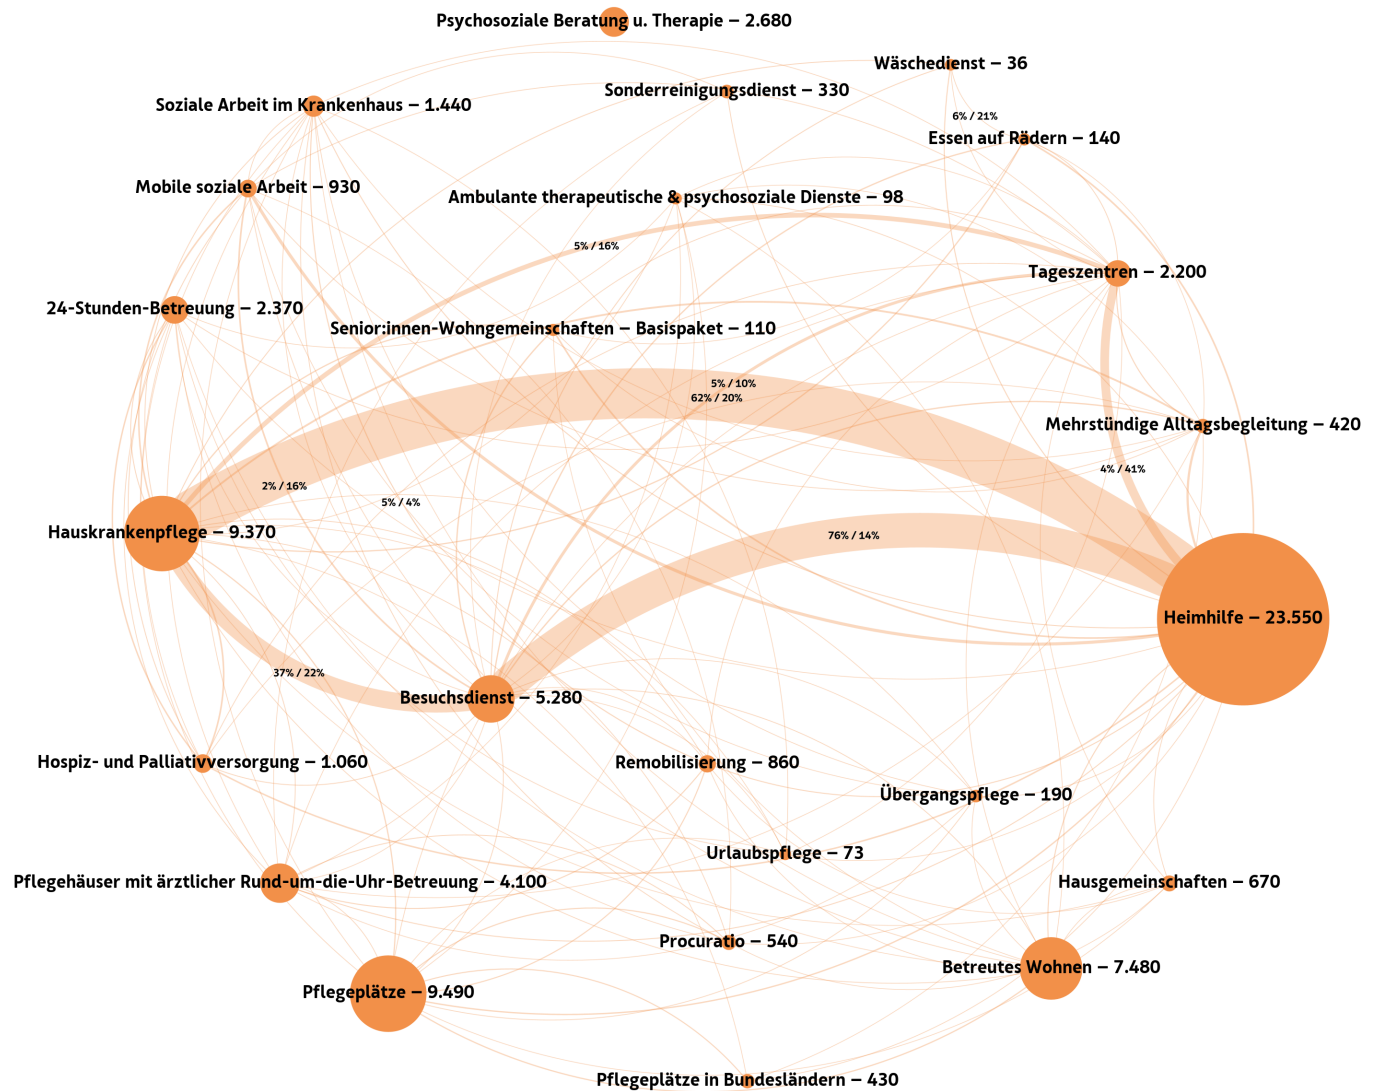 Psychosoziale Beratung u. Therapie – 2.680
Wäschedienst – 36
Sonderreinigungsdienst – 330
Soziale Arbeit im Krankenhaus – 1.440
6% / 21%
Essen auf Rädern – 140
Mobile soziale Arbeit – 930
Ambulante therapeutische & psychosoziale Dienste – 98
5% / 16%
Tageszentren – 2.200
24-Stunden-Betreuung – 2.370
Senior:innen-Wohngemeinschaften – Basispaket – 110
5% / 10%
62% / 20%
Mehrstündige Alltagsbegleitung – 420
4% / 41%
2% / 16%
5% / 4%
Hauskrankenpflege – 9.370
76% / 14%
Heimhilfe – 23.550
37% / 22%
Besuchsdienst – 5.280
Hospiz- und Palliativversorgung – 1.060
Remobilisierung – 860
Übergangspflege – 190
Urlaubspflege – 73
Pflegehäuser mit ärztlicher Rund-um-die-Uhr-Betreuung – 4.100
Hausgemeinschaften – 670
Procuratio – 540
Betreutes Wohnen – 7.480
Pflegeplätze – 9.490
Pflegeplätze in Bundesländern – 430